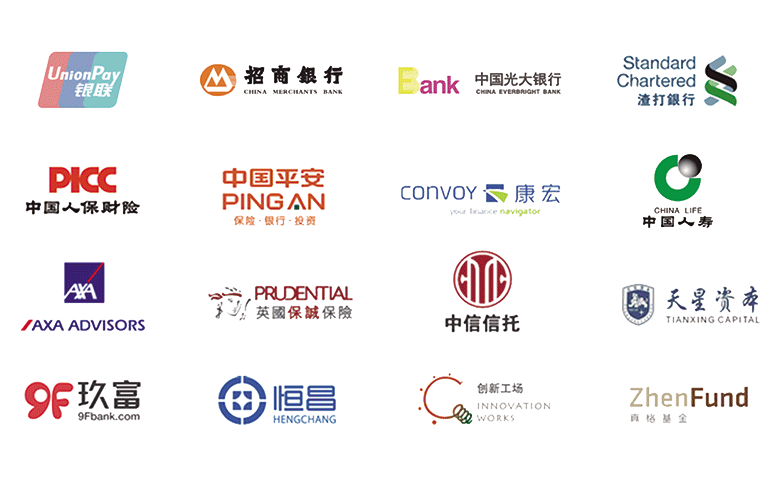 UnionPay
银联
招商銀行
CHINA MERCHANTS BANK
Bank
中国光大银行
CHINA EVERBRIGHT BANK
Standard
Chartered
渣打銀行
PICC
中国人保财险
中国平安
PING AN
保险·银行·投资
CONVOY 康宏
your finance navigator
CHINA LIFE
中国人寿
AXA
AXA ADVISORS
PRUDENTIAL
英國保誠保險
中信信托
天星资本
TIANXING CAPITAL
9F 玖富
9Fbank.com
恒昌
HENGCHANG
创新工场
INNOVATION
WORKS
ZhenFund
真格基金